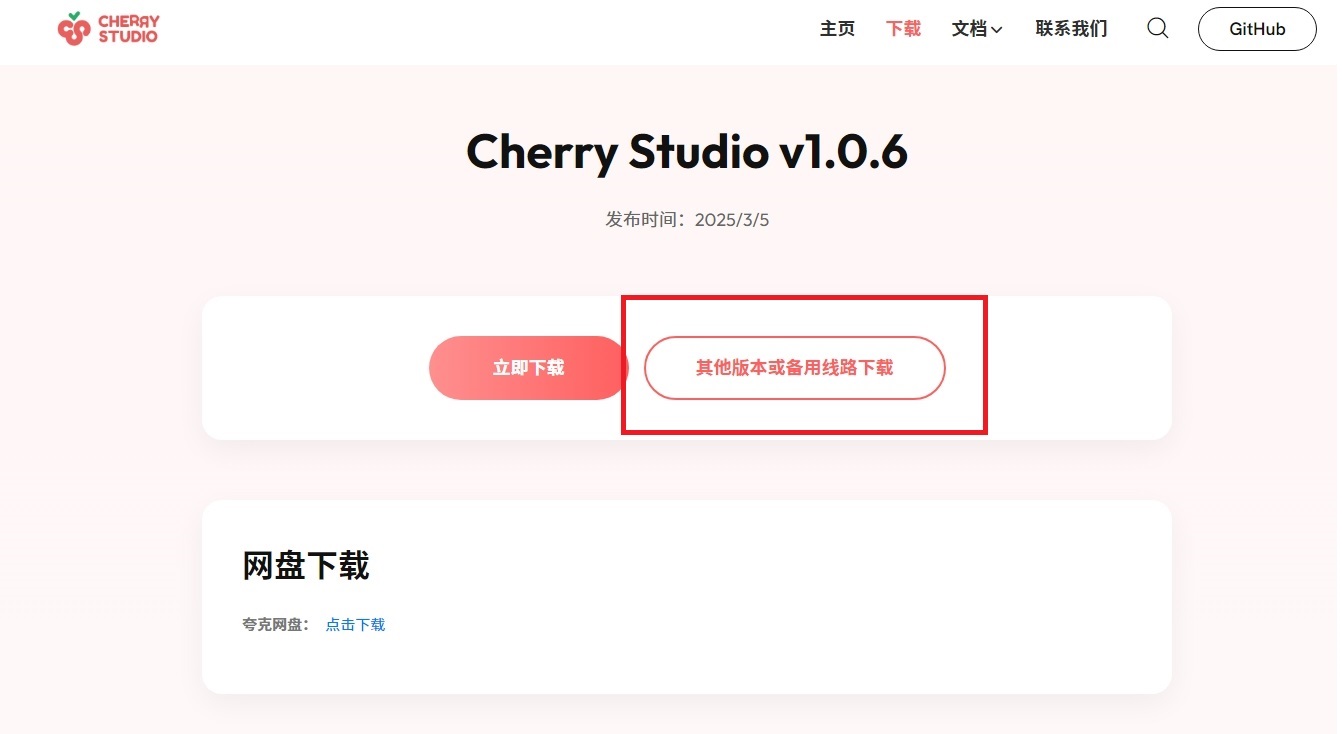 CHERRY
STUDIO
主页 下载 文档 联系我们 GitHub
Cherry Studio v1.0.6
发布时间：2025/3/5
立即下载 其他版本或备用线路下载
网盘下载
夸克网盘： 点击下载